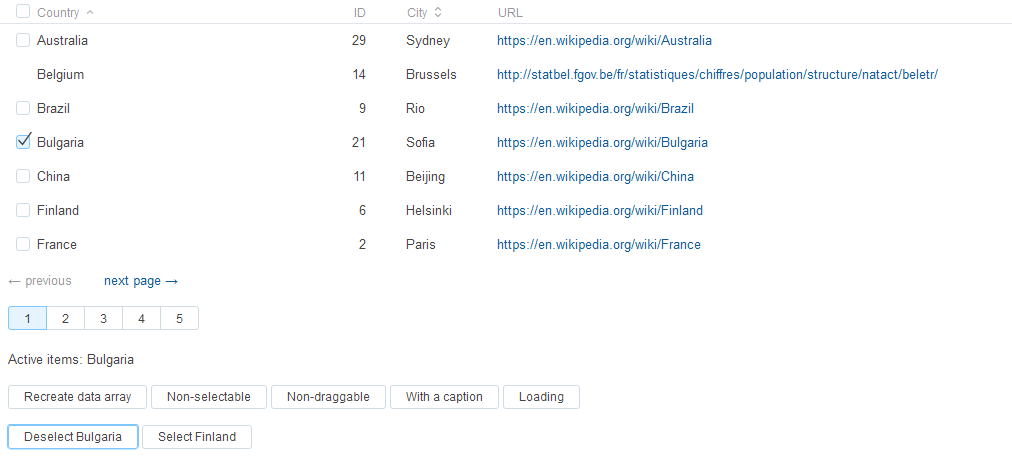 Country ID City URL
Australia 29 Sydney https://en.wikipedia.org/wiki/Australia
Belgium 14 Brussels http://statbel.fgov.be/fr/statistiques/chiffres/population/structure/natact/beletr/
Brazil 9 Rio https://en.wikipedia.org/wiki/Brazil
Bulgaria 21 Sofia https://en.wikipedia.org/wiki/Bulgaria
China 11 Beijing https://en.wikipedia.org/wiki/China
Finland 6 Helsinki https://en.wikipedia.org/wiki/Finland
France 2 Paris https://en.wikipedia.org/wiki/France
← previous next page →
1 2 3 4 5
Active items: Bulgaria
Recreate data array Non-selectable Non-draggable With a caption Loading
Deselect Bulgaria Select Finland